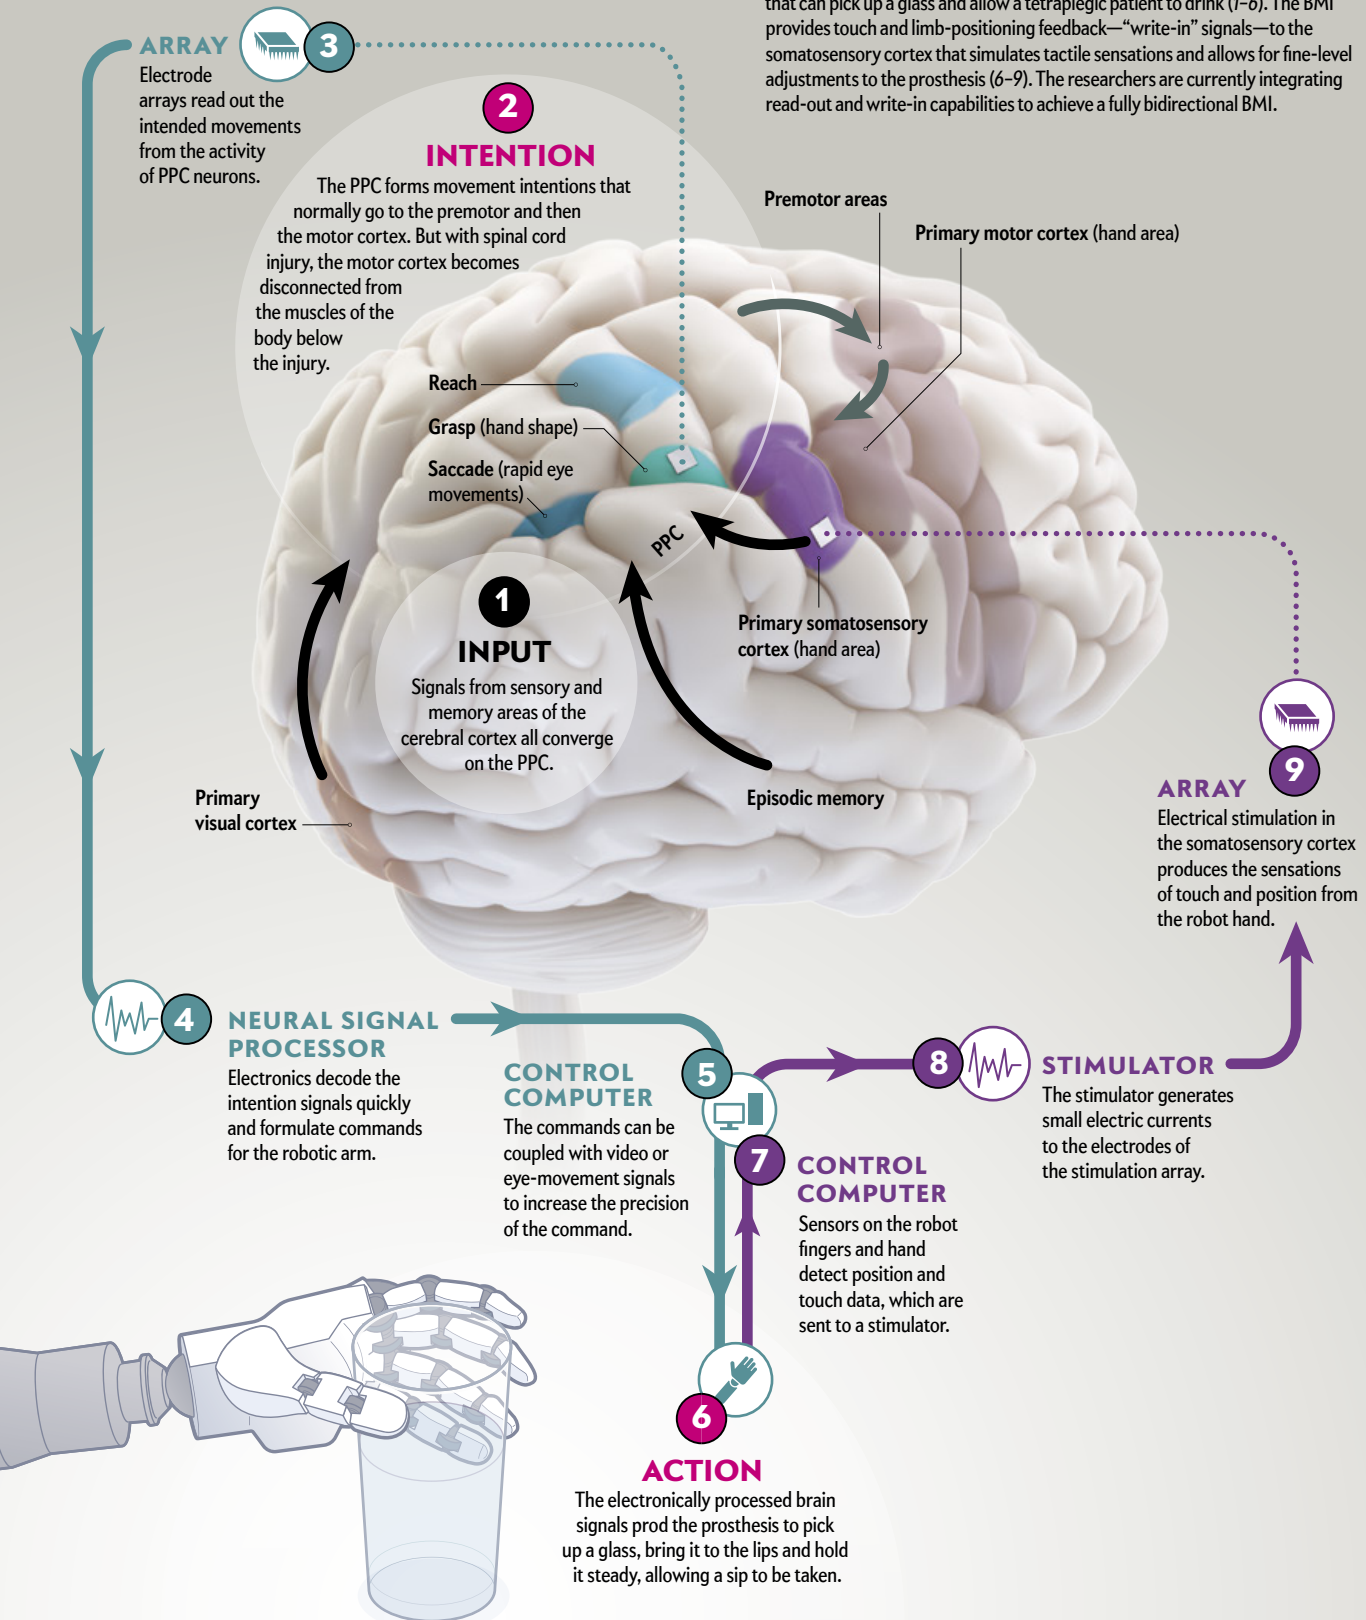 that can pick up a glass and allow a tetraplegic patient to drink (1–6). The BMI
provides touch and limb-positioning feedback—“write-in” signals—to the
somatosensory cortex that simulates tactile sensations and allows for fine-level
adjustments to the prosthesis (6–9). The researchers are currently integrating
read-out and write-in capabilities to achieve a fully bidirectional BMI.
ARRAY
3
Electrode
arrays read out the
intended movements
from the activity
of PPC neurons.
2
INTENTION
The PPC forms movement intentions that
normally go to the premotor and then
the motor cortex. But with spinal cord
injury, the motor cortex becomes
disconnected from
the muscles of the
body below
the injury.
Premotor areas
Primary motor cortex (hand area)
Reach
Grasp (hand shape)
Saccade (rapid eye
movements)
PPC
1
INPUT
Signals from sensory and
memory areas of the
cerebral cortex all converge
on the PPC.
Primary somatosensory
cortex (hand area)
Primary
visual cortex
Episodic memory
9
ARRAY
Electrical stimulation in
the somatosensory cortex
produces the sensations
of touch and position from
the robot hand.
4
NEURAL SIGNAL
PROCESSOR
Electronics decode the
intention signals quickly
and formulate commands
for the robotic arm.
5
CONTROL
COMPUTER
The commands can be
coupled with video or
eye-movement signals
to increase the precision
of the command.
7
CONTROL
COMPUTER
Sensors on the robot
fingers and hand
detect position and
touch data, which are
sent to a stimulator.
8
STIMULATOR
The stimulator generates
small electric currents
to the electrodes of
the stimulation array.
6
ACTION
The electronically processed brain
signals prod the prosthesis to pick
up a glass, bring it to the lips and hold
it steady, allowing a sip to be taken.